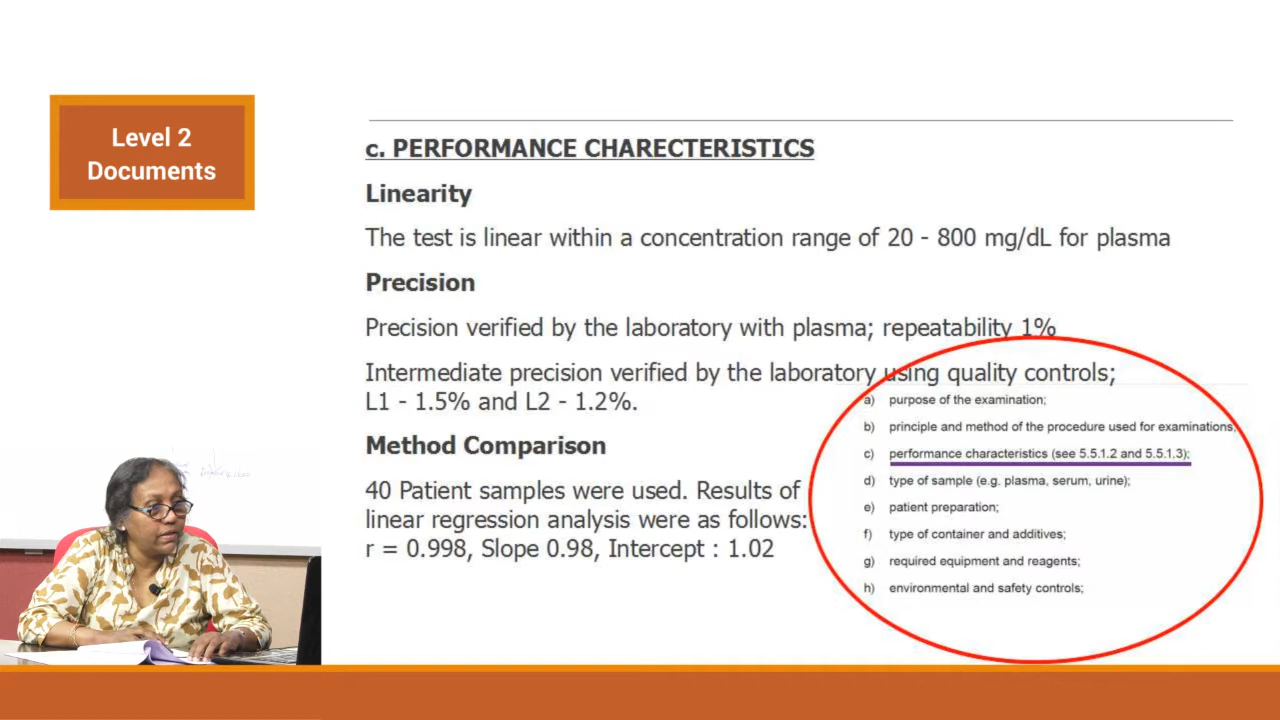 Level 2
Documents
c. PERFORMANCE CHARECTERISTICS
Linearity
The test is linear within a concentration range of 20 - 800 mg/dL for plasma
Precision
Precision verified by the laboratory with plasma; repeatability 1%
Intermediate precision verified by the laboratory using quality controls;
L1 - 1.5% and L2 - 1.2%.
Method Comparison
40 Patient samples were used. Results of
linear regression analysis were as follows:
r = 0.998, Slope 0.98, Intercept : 1.02
a) purpose of the examination;
b) principle and method of the procedure used for examinations;
c) performance characteristics (see 5.5.1.2 and 5.5.1.3);
d) type of sample (e.g. plasma, serum, urine);
e) patient preparation;
f) type of container and additives;
g) required equipment and reagents;
h) environmental and safety controls;